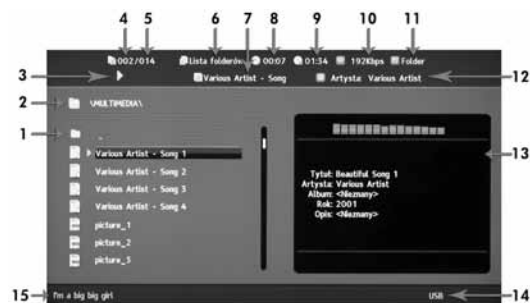 4 5 6 7 8 9 10 11
002/014 Lista folderów 00:07 01:34 192Kbps Folder
3 Various Artist - Song Artysta: Various Artist 12
2 \MULTIMEDIA\
1 ..
Various Artist - Song 1
13
Various Artist - Song 2
Various Artist - Song 3
Various Artist - Song 4
picture_1
picture_2
picture_3
Tytuł: Beautiful Song 1
Artysta: Various Artist
Album: <Nieznany>
Rok: 2001
Opis: <Nieznany>
15 I'm a big big girl USB 14